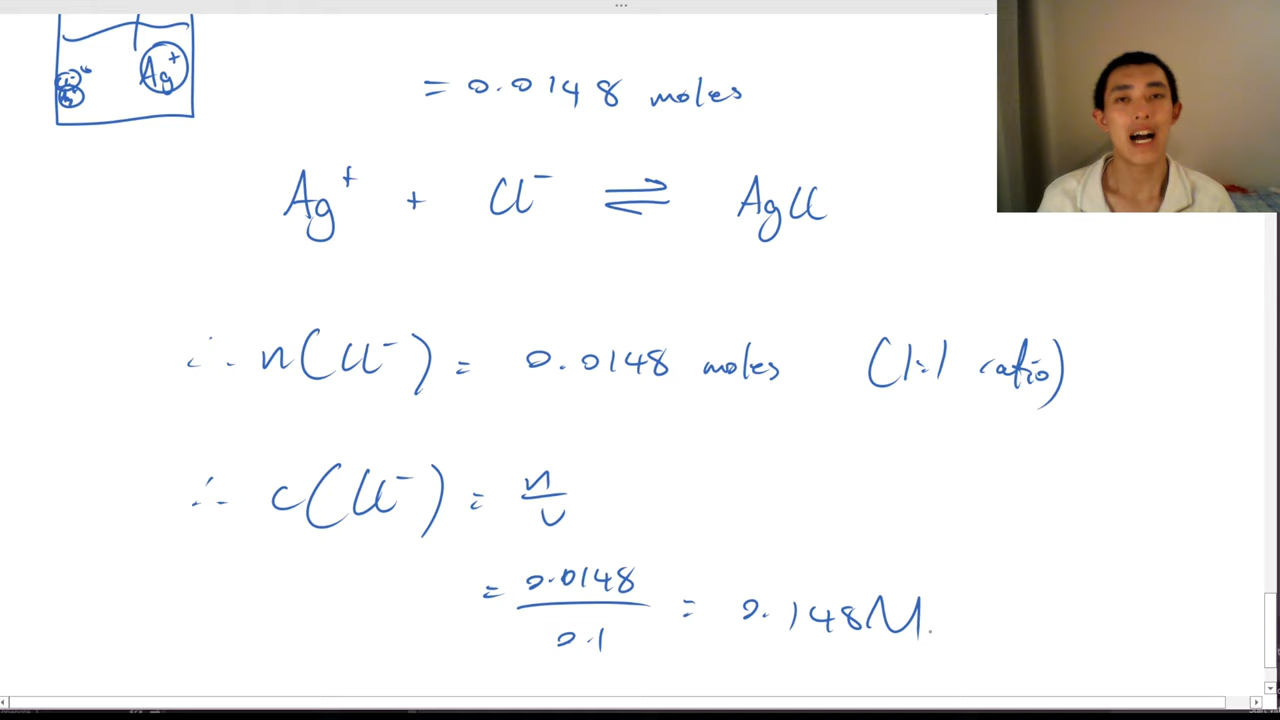 Ag⁺
= 0.0148 moles
Ag⁺ + Cl⁻ ⇌ AgCl
∴ n(Cl⁻) = 0.0148 moles (1:1 ratio)
∴ c(Cl⁻) = n/v
= 0.0148/0.1 = 0.148M.